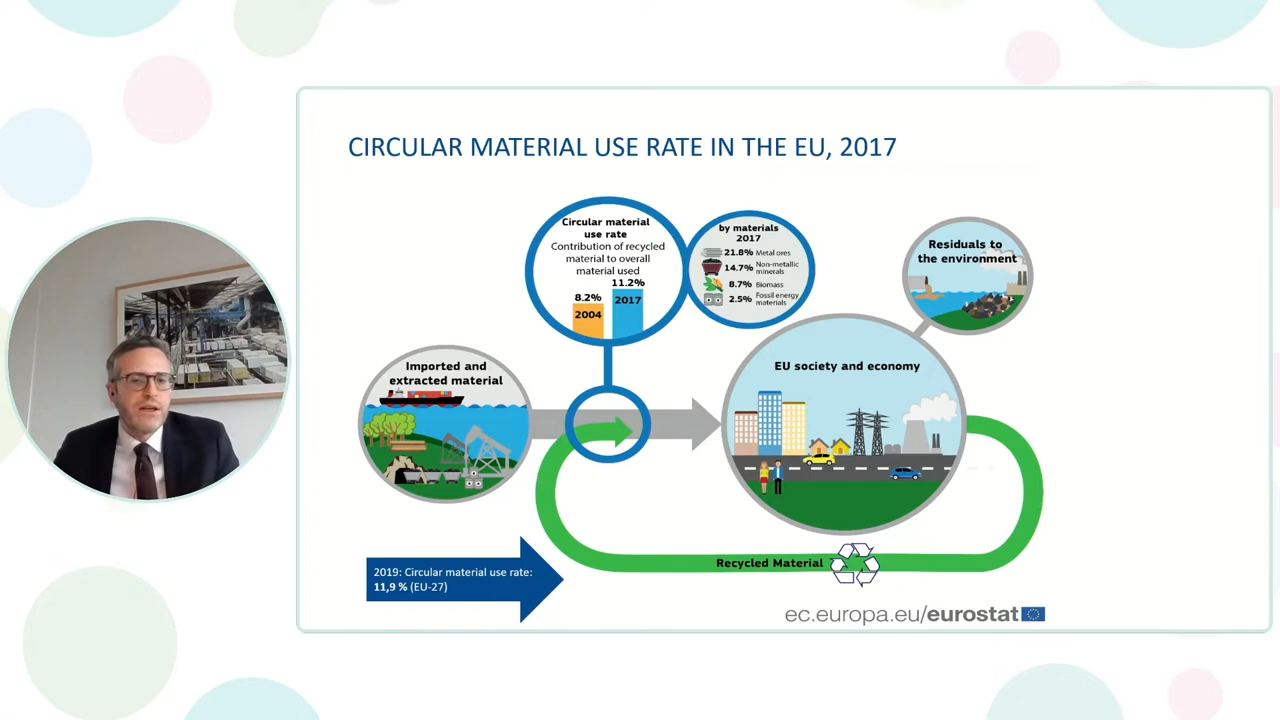 CIRCULAR MATERIAL USE RATE IN THE EU, 2017
Circular material
use rate
Contribution of recycled
material to overall
material used
11.2%
8.2%
2017
2004
by materials
2017
21.8% Metal ores
14.7% Non-metallic
minerals
8.7% Biomass
2.5% Fossil energy
materials
Residuals to
the environment
Imported and
extracted material
EU society and economy
Recycled Material
2019: Circular material use rate:
11,9 % (EU-27)
ec.europa.eu/eurostat